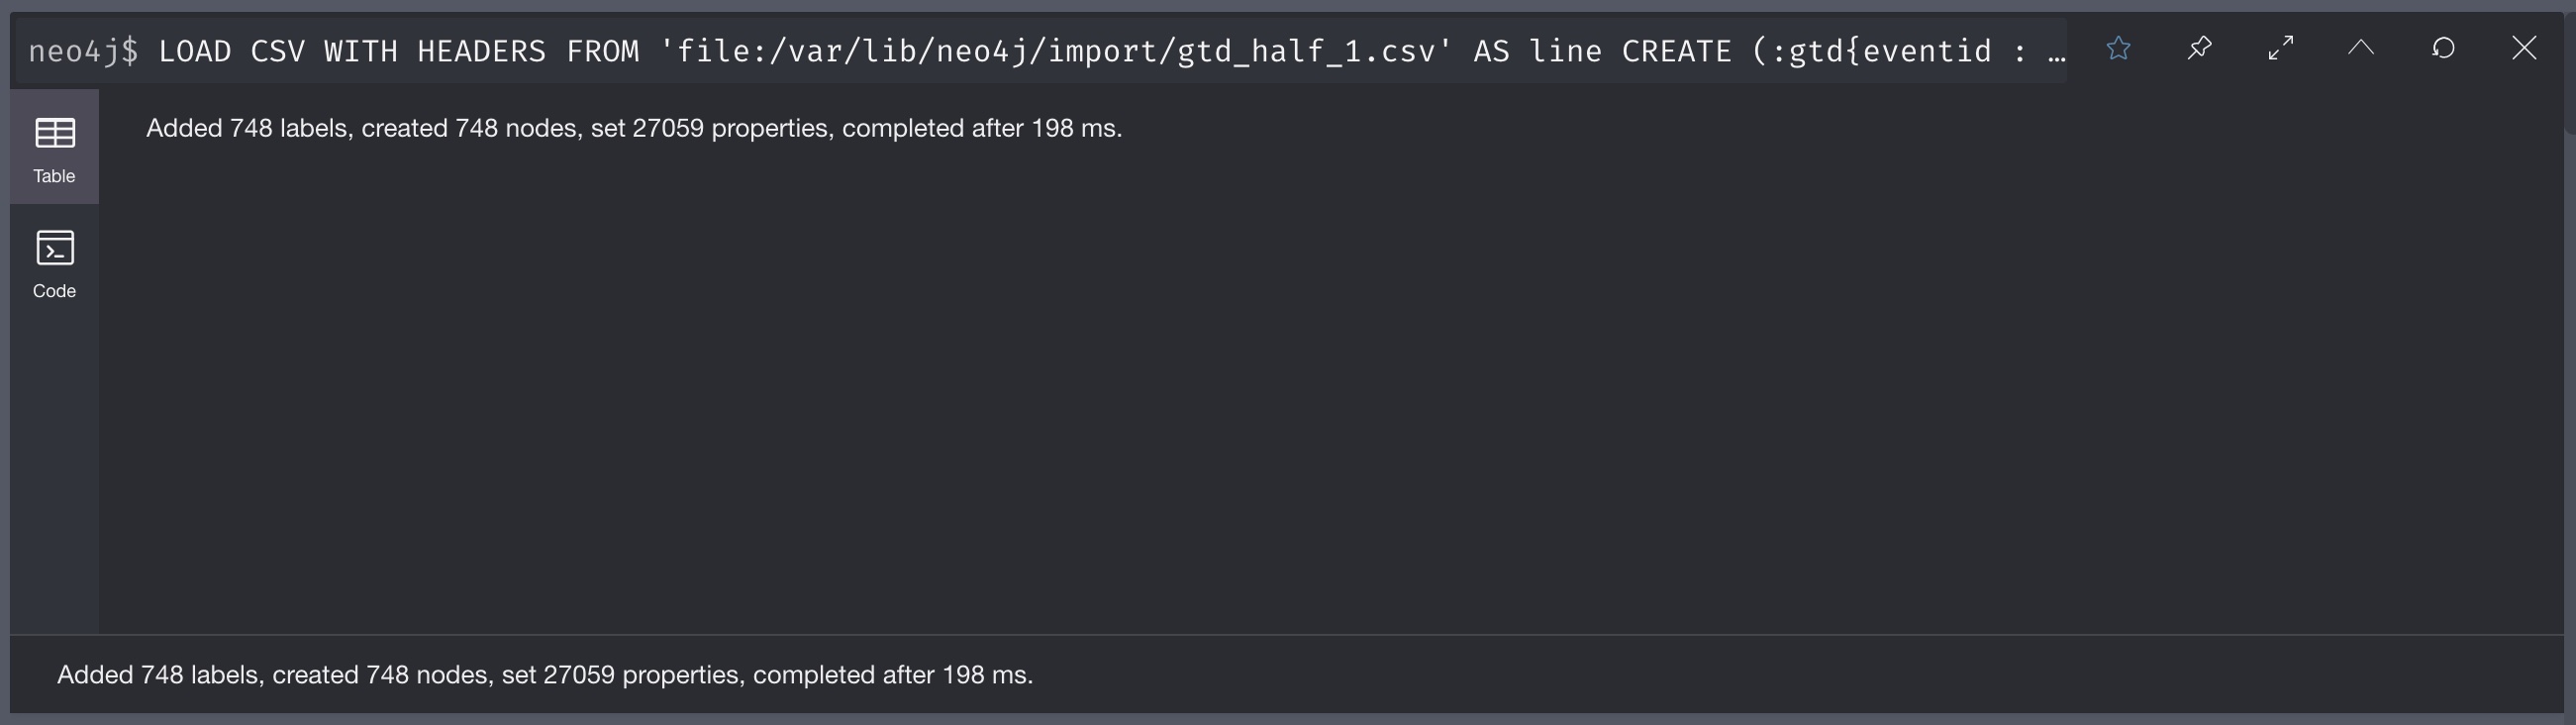 neo4j$ LOAD CSV WITH HEADERS FROM 'file:/var/lib/neo4j/import/gtd_half_1.csv' AS line CREATE (:gtd{eventid : …
Added 748 labels, created 748 nodes, set 27059 properties, completed after 198 ms.
Table
Code
Added 748 labels, created 748 nodes, set 27059 properties, completed after 198 ms.